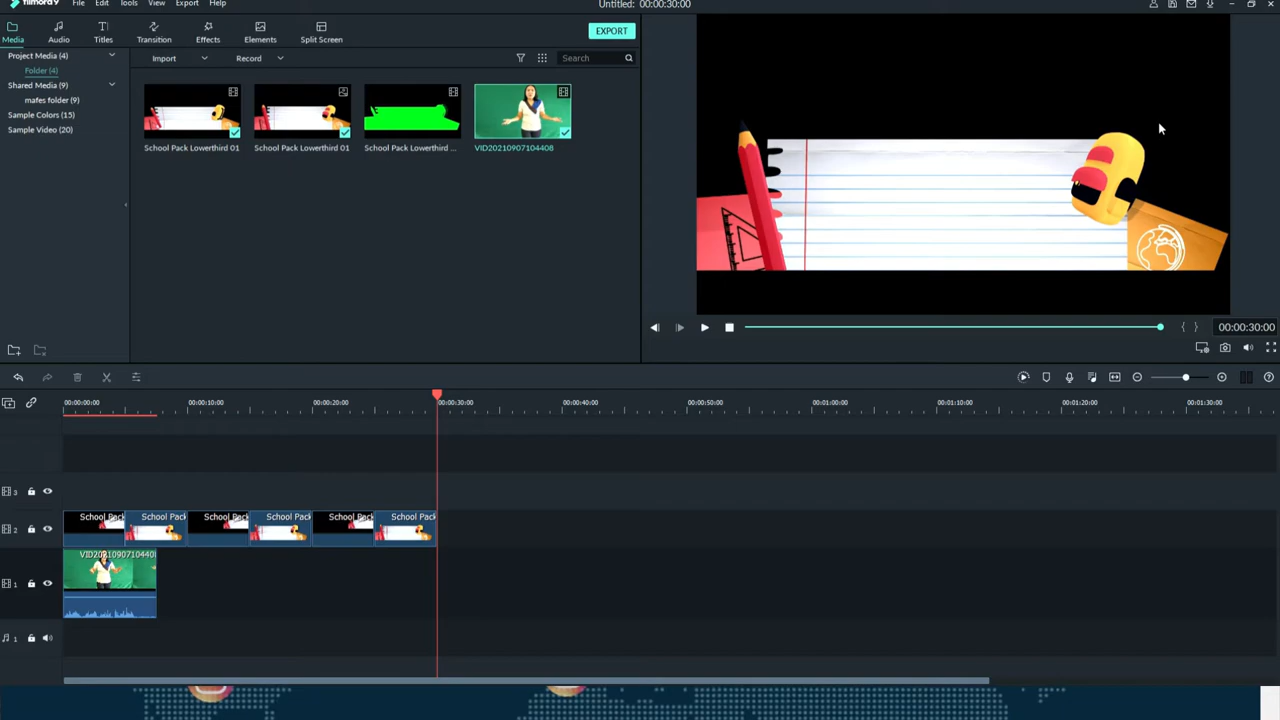 filmora9
File Edit Tools View Export Help
Untitled: 00:00:30:00
Media Audio Titles Transition Effects Elements Split Screen
EXPORT
Project Media (4)
Folder (4)
Shared Media (9)
mafes folder (9)
Sample Colors (15)
Sample Video (20)
Import Record Search
School Pack Lowerthird 01 School Pack Lowerthird 01 School Pack Lowerthird ... VID20210907104408
00:00:30:00
00:00:00:00 00:00:10:00 00:00:20:00 00:00:30:00 00:00:40:00 00:00:50:00 00:01:00:00 00:01:10:00 00:01:20:00 00:01:30:00
3
2 School Pack School Pack School Pack School Pack School Pack School Pack
VID2021090710440
1
1